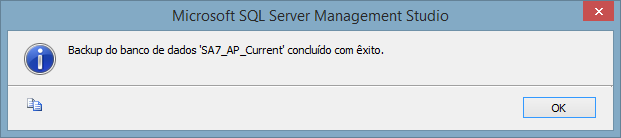 Microsoft SQL Server Management Studio
Backup do banco de dados 'SA7_AP_Current' concluído com êxito.
OK